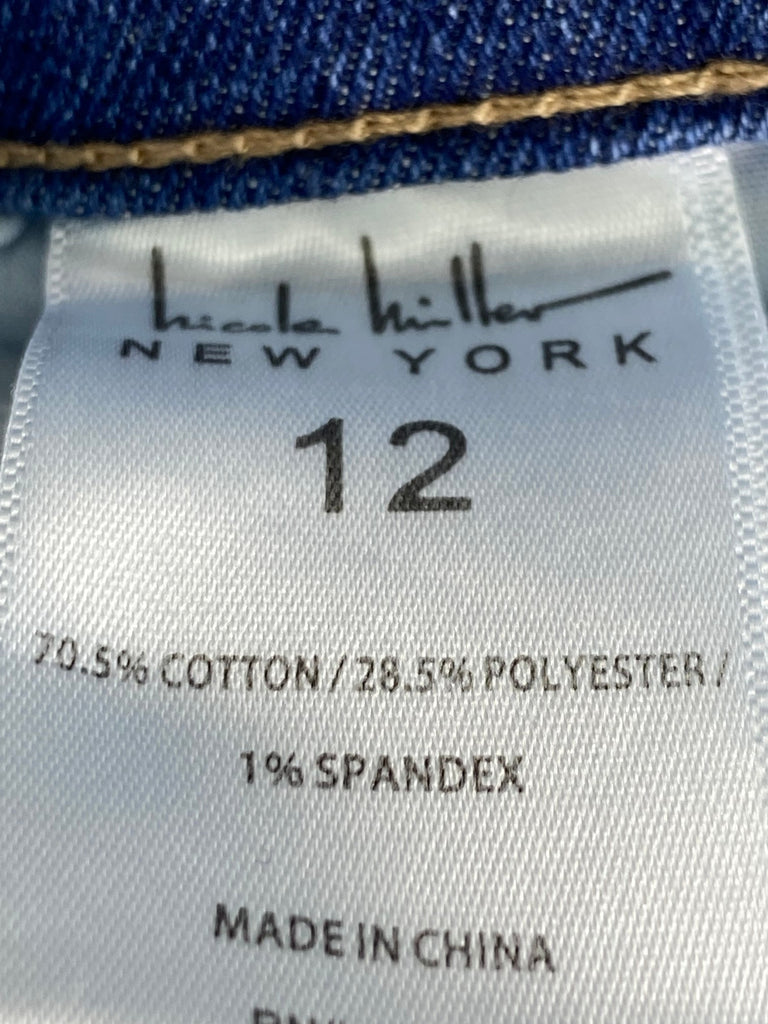 nicole miller
NEW YORK
12
70.5% COTTON / 28.5% POLYESTER /
1% SPANDEX
MADE IN CHINA